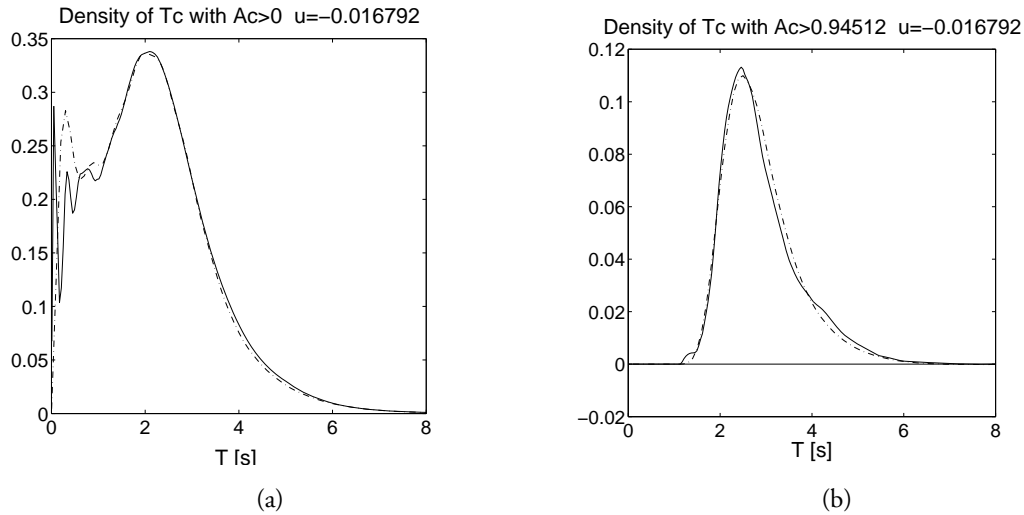 Density of Tc with Ac>0 u=−0.016792
0.35
0.3
0.25
0.2
0.15
0.1
0.05
0
0 2 4 6 8
T [s]
(a)
Density of Tc with Ac>0.94512 u=−0.016792
0.12
0.1
0.08
0.06
0.04
0.02
0
−0.02
0 2 4 6 8
T [s]
(b)